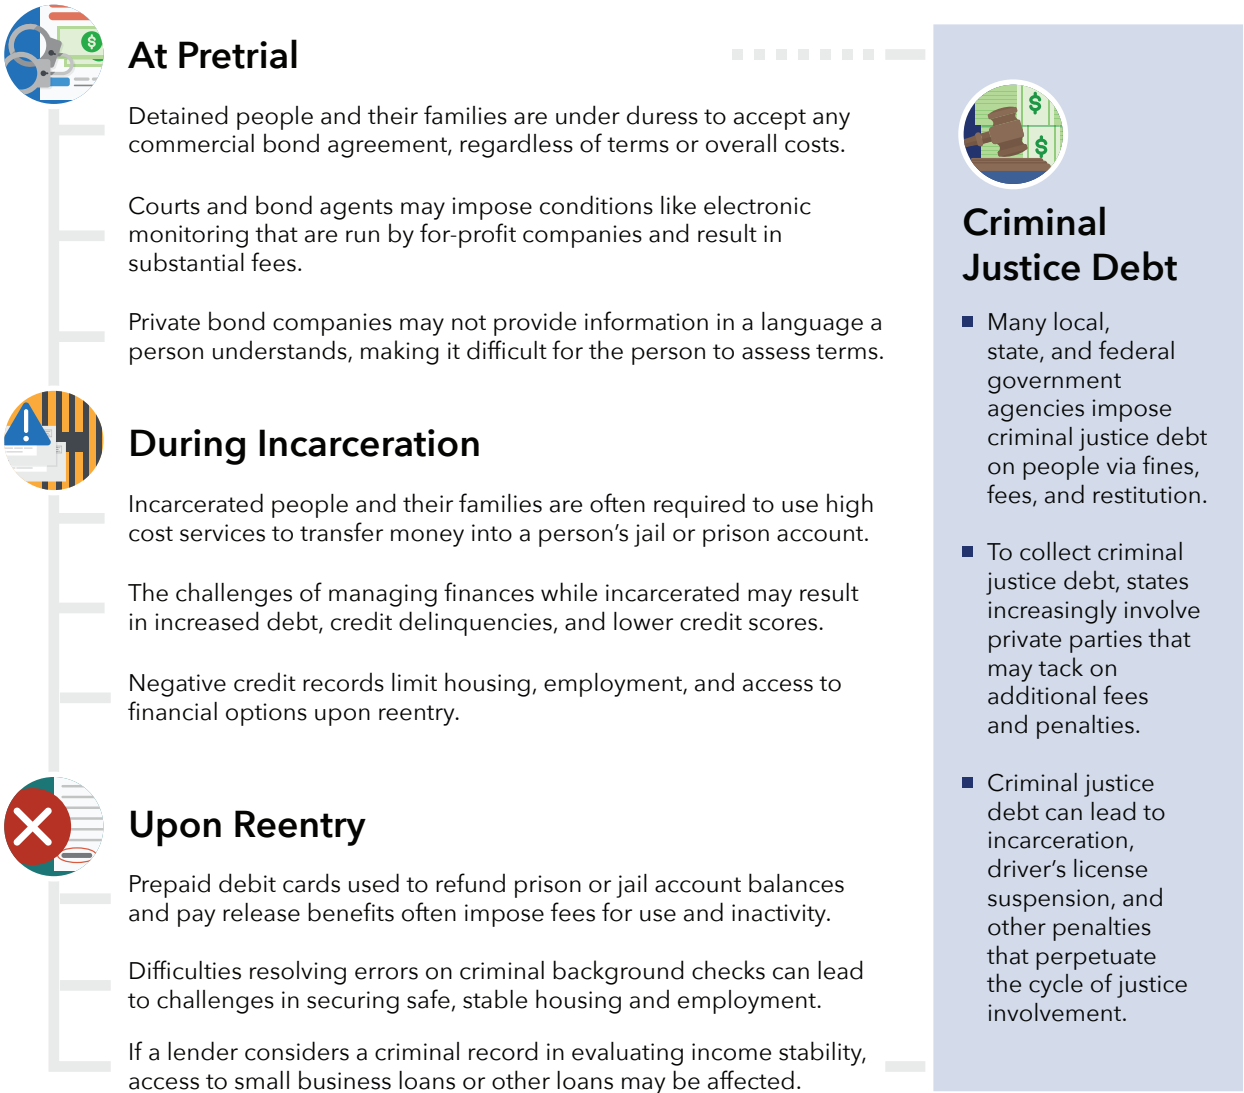 At Pretrial
Detained people and their families are under duress to accept any
commercial bond agreement, regardless of terms or overall costs.
Courts and bond agents may impose conditions like electronic
monitoring that are run by for-profit companies and result in
substantial fees.
Private bond companies may not provide information in a language a
person understands, making it difficult for the person to assess terms.
During Incarceration
Incarcerated people and their families are often required to use high
cost services to transfer money into a person’s jail or prison account.
The challenges of managing finances while incarcerated may result
in increased debt, credit delinquencies, and lower credit scores.
Negative credit records limit housing, employment, and access to
financial options upon reentry.
Upon Reentry
Prepaid debit cards used to refund prison or jail account balances
and pay release benefits often impose fees for use and inactivity.
Difficulties resolving errors on criminal background checks can lead
to challenges in securing safe, stable housing and employment.
If a lender considers a criminal record in evaluating income stability,
access to small business loans or other loans may be affected.
Criminal
Justice Debt
Many local,
state, and federal
government
agencies impose
criminal justice debt
on people via fines,
fees, and restitution.
To collect criminal
justice debt, states
increasingly involve
private parties that
may tack on
additional fees
and penalties.
Criminal justice
debt can lead to
incarceration,
driver’s license
suspension, and
other penalties
that perpetuate
the cycle of justice
involvement.